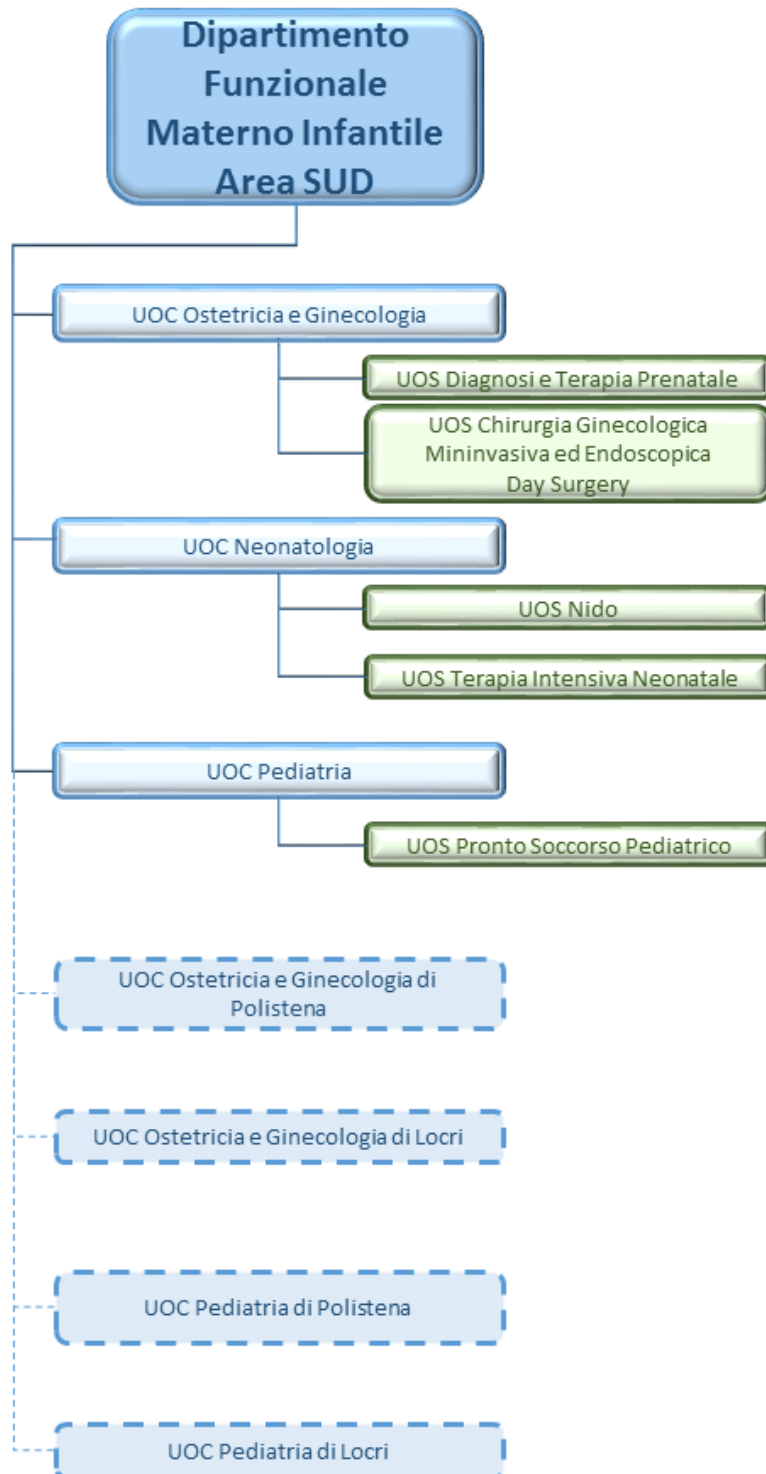 Dipartimento
Funzionale
Materno Infantile
Area SUD
UOC Ostetricia e Ginecologia
UOS Diagnosi e Terapia Prenatale
UOS Chirurgia Ginecologica
Mininvasiva ed Endoscopica
Day Surgery
UOC Neonatologia
UOS Nido
UOS Terapia Intensiva Neonatale
UOC Pediatria
UOS Pronto Soccorso Pediatrico
UOC Ostetricia e Ginecologia di
Polistena
UOC Ostetricia e Ginecologia di Locri
UOC Pediatria di Polistena
UOC Pediatria di Locri